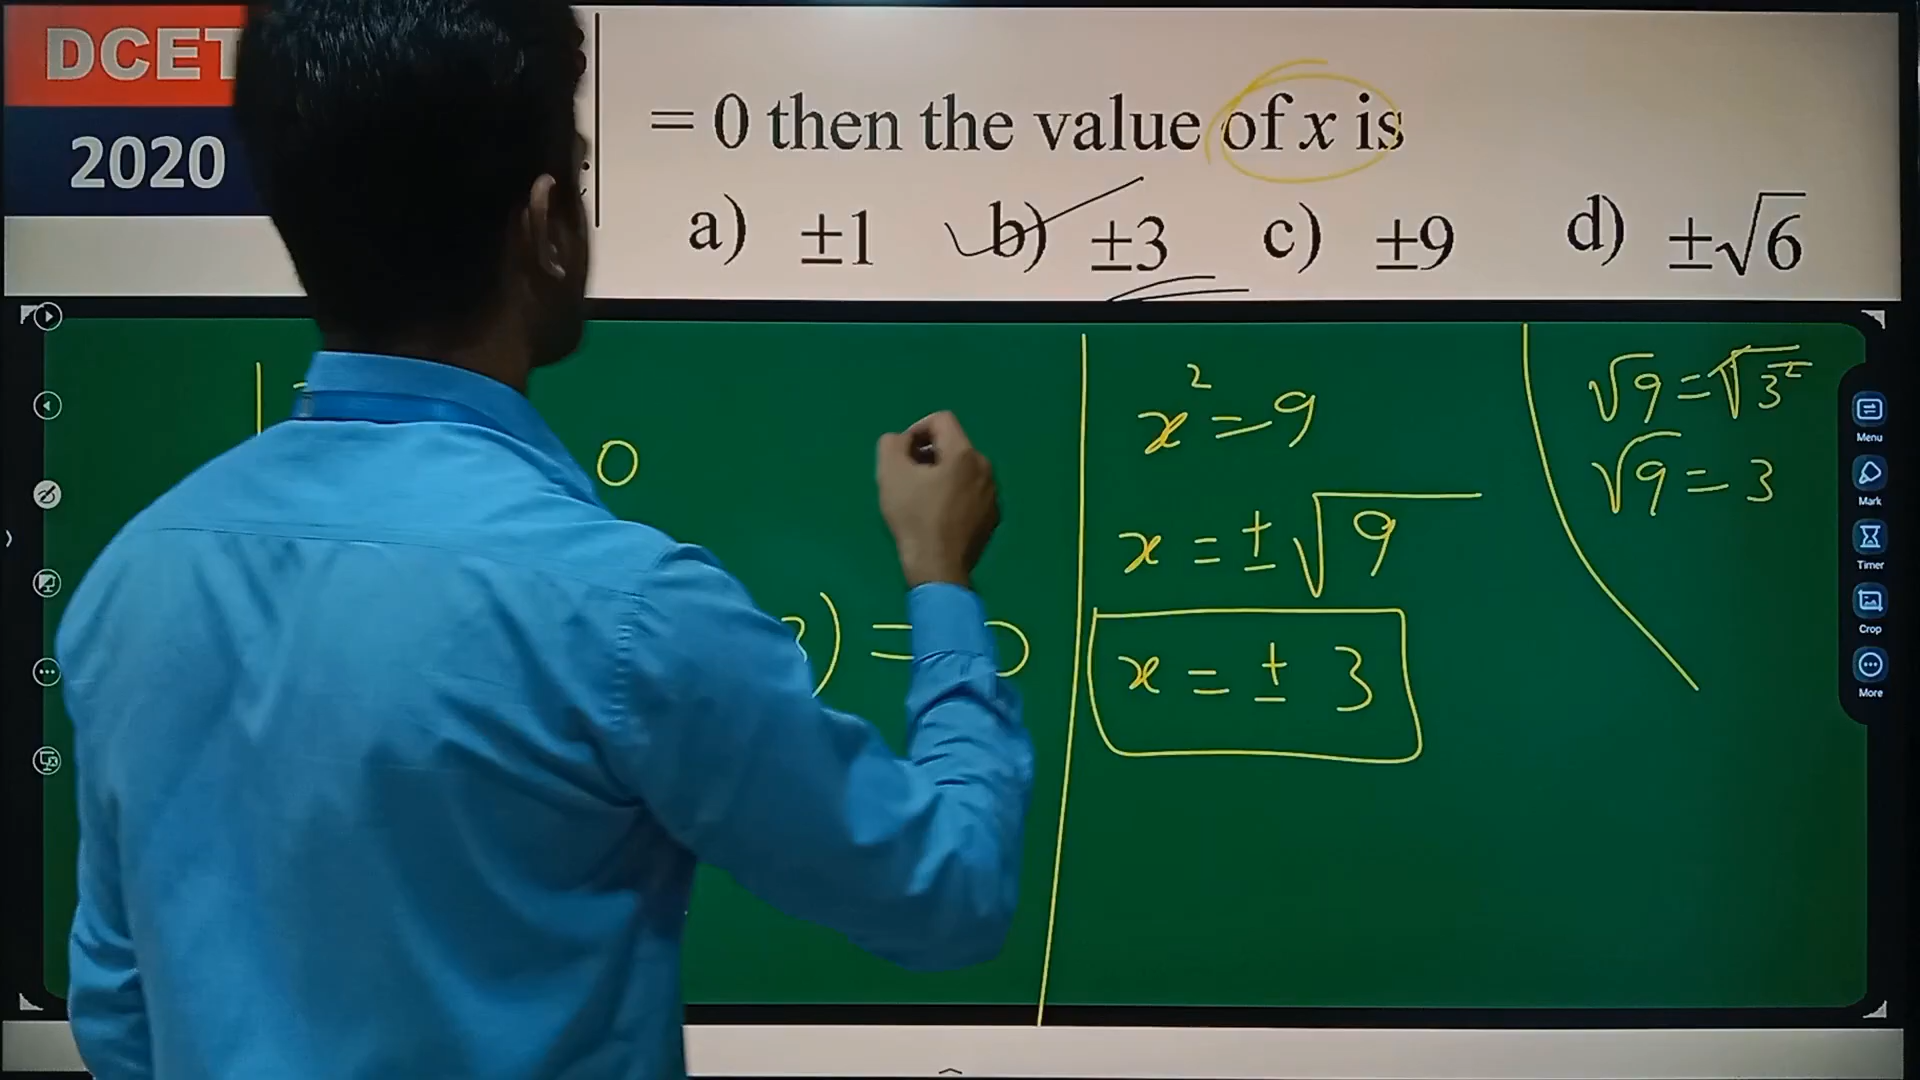 DCET
2020
= 0 then the value of x is
a) ±1 b) ±3 c) ±9 d) ±√6
0
3) = 0
x² = 9
x = ±√9
x = ± 3
√9 = √3²
√9 = 3
Menu
Mark
Timer
Crop
More